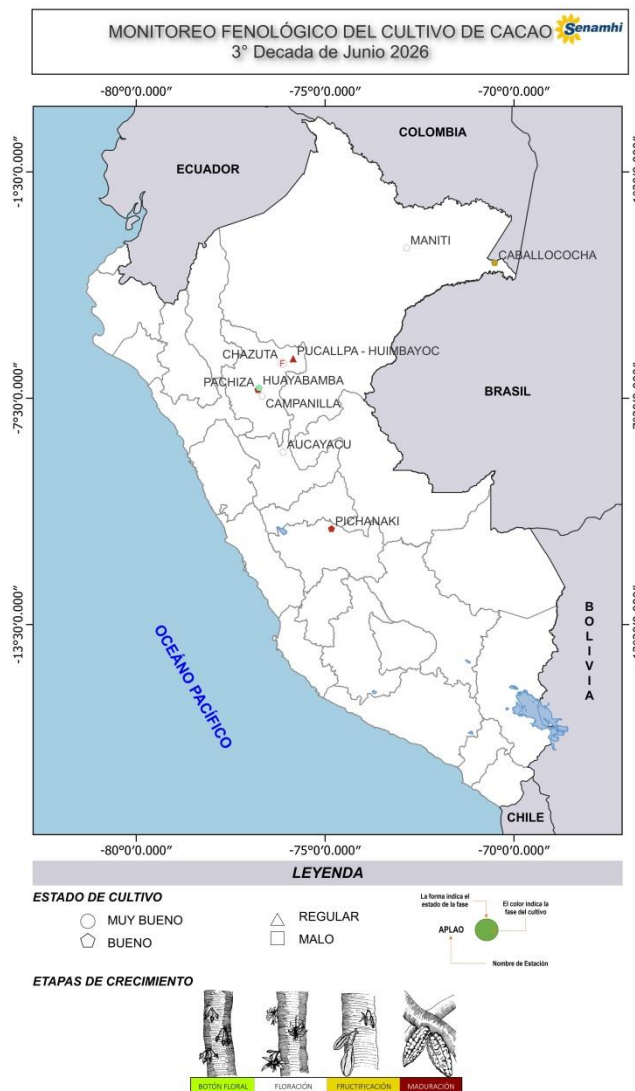 MONITOREO FENOLÓGICO DEL CULTIVO DE CACAO
3° Decada de Junio 2026
Senamhi
-80°0'0.000" -75°0'0.000" -70°0'0.000"
COLOMBIA
ECUADOR
-1°30'0.000"
MANITI
CABALLOCOCHA
CHAZUTA
F
PUCALLPA - HUIMBAYOC
PACHIZA
HUAYABAMBA
CAMPANILLA
-7°30'0.000"
BRASIL
AUCAYACU
PICHANAKI
-13°30'0.000"
BOLIVIA
OCEÁNO PACÍFICO
CHILE
-80°0'0.000" -75°0'0.000" -70°0'0.000"
LEYENDA
ESTADO DE CULTIVO
MUY BUENO
BUENO
REGULAR
MALO
La forma indica el
estado de la fase
El color indica la
fase del cultivo
APLAO
Nombre de Estación
ETAPAS DE CRECIMIENTO
BOTÓN FLORAL FLORACIÓN FRUCTIFICACIÓN MADURACIÓN